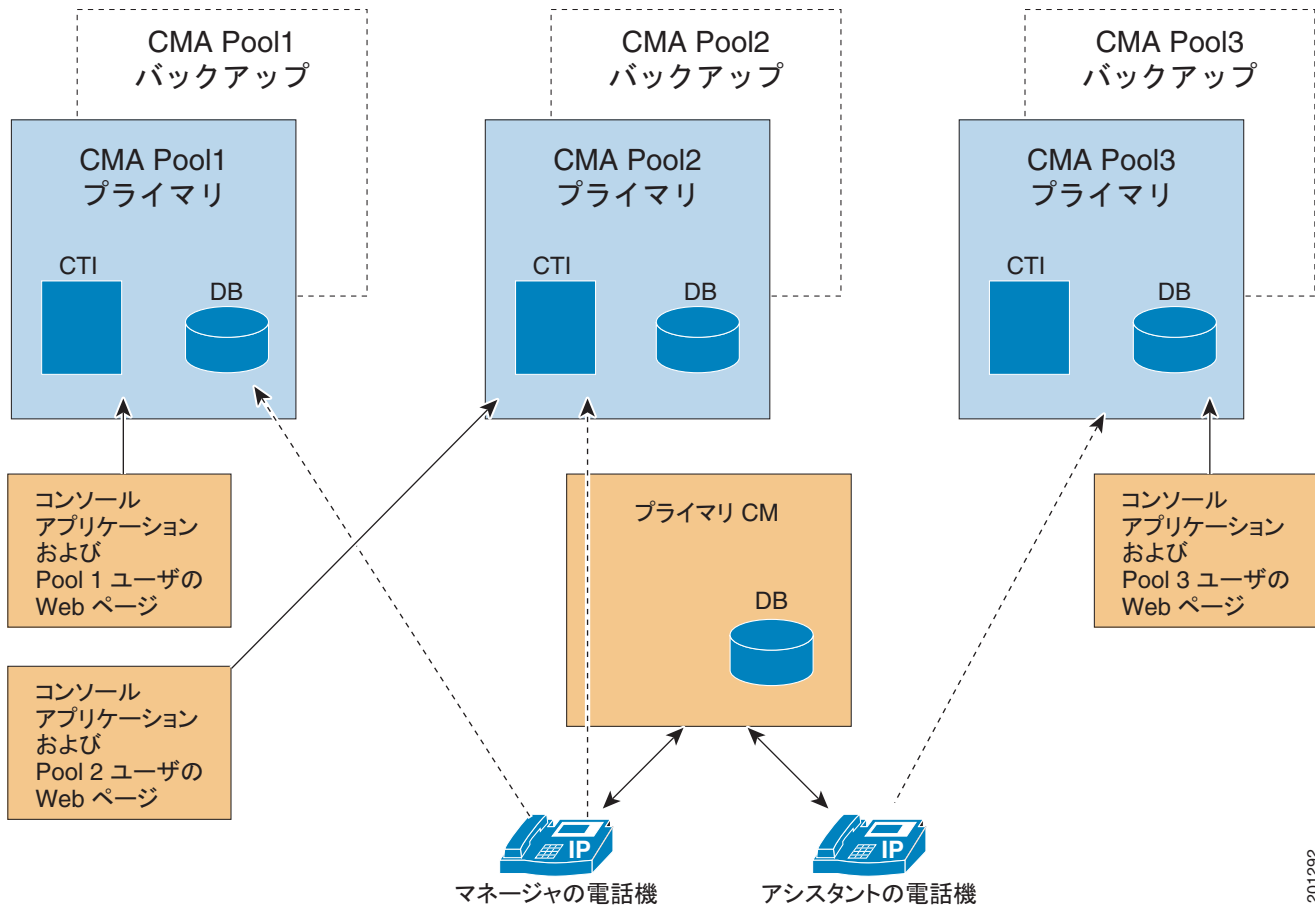 CMA Pool1
バックアップ
CMA Pool2
バックアップ
CMA Pool3
バックアップ
CMA Pool1
プライマリ
CTI
DB
CMA Pool2
プライマリ
CTI
DB
CMA Pool3
プライマリ
CTI
DB
コンソール
アプリケーション
および
Pool 1 ユーザの
Web ページ
プライマリ CM
DB
コンソール
アプリケーション
および
Pool 3 ユーザの
Web ページ
コンソール
アプリケーション
および
Pool 2 ユーザの
Web ページ
IP
マネージャの電話機
IP
アシスタントの電話機
201292